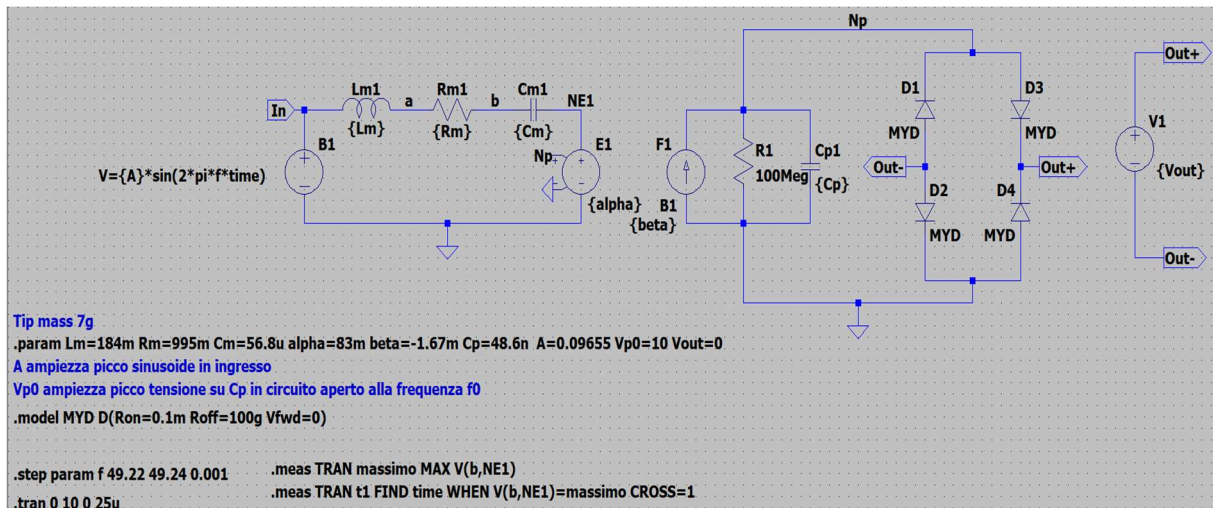 Np
Out+
Lm1
Rm1
Cm1
D1
D3
In
a
b
NE1
{Lm}
{Rm}
{Cm}
MYD
MYD
V1
B1
Np
E1
F1
R1
Cp1
V={A}*sin(2*pi*f*time)
100Meg
{Cp}
Out-
Out+
{Vout}
{alpha}
B1
{beta}
D2
D4
MYD
MYD
Out-
Tip mass 7g
.param Lm=184m Rm=995m Cm=56.8u alpha=83m beta=-1.67m Cp=48.6n A=0.09655 Vp0=10 Vout=0
A ampiezza picco sinusoide in ingresso
Vp0 ampiezza picco tensione su Cp in circuito aperto alla frequenza f0
.model MYD D(Ron=0.1m Roff=100g Vfwd=0)
.step param f 49.22 49.24 0.001
.meas TRAN massimo MAX V(b,NE1)
.meas TRAN t1 FIND time WHEN V(b,NE1)=massimo CROSS=1
.tran 0 10 0 25u